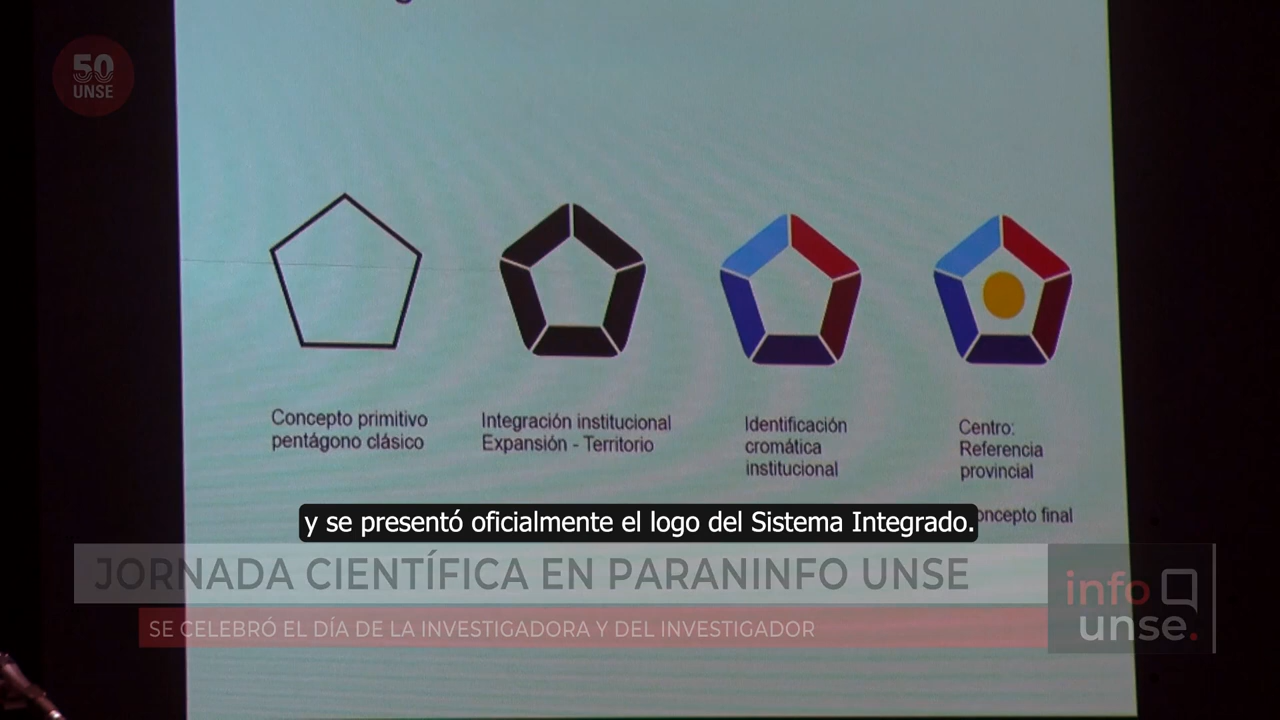 50
UNSE
Concepto primitivo
pentágono clásico
Integración institucional
Expansión - Territorio
Identificación
cromática
institucional
Centro:
Referencia
provincial
final
y se presentó oficialmente el logo del Sistema Integrado.
JORNADA CIENTÍFICA EN PARANINFO UNSE
SE CELEBRÓ EL DÍA DE LA INVESTIGADORA Y DEL INVESTIGADOR
info
unse.